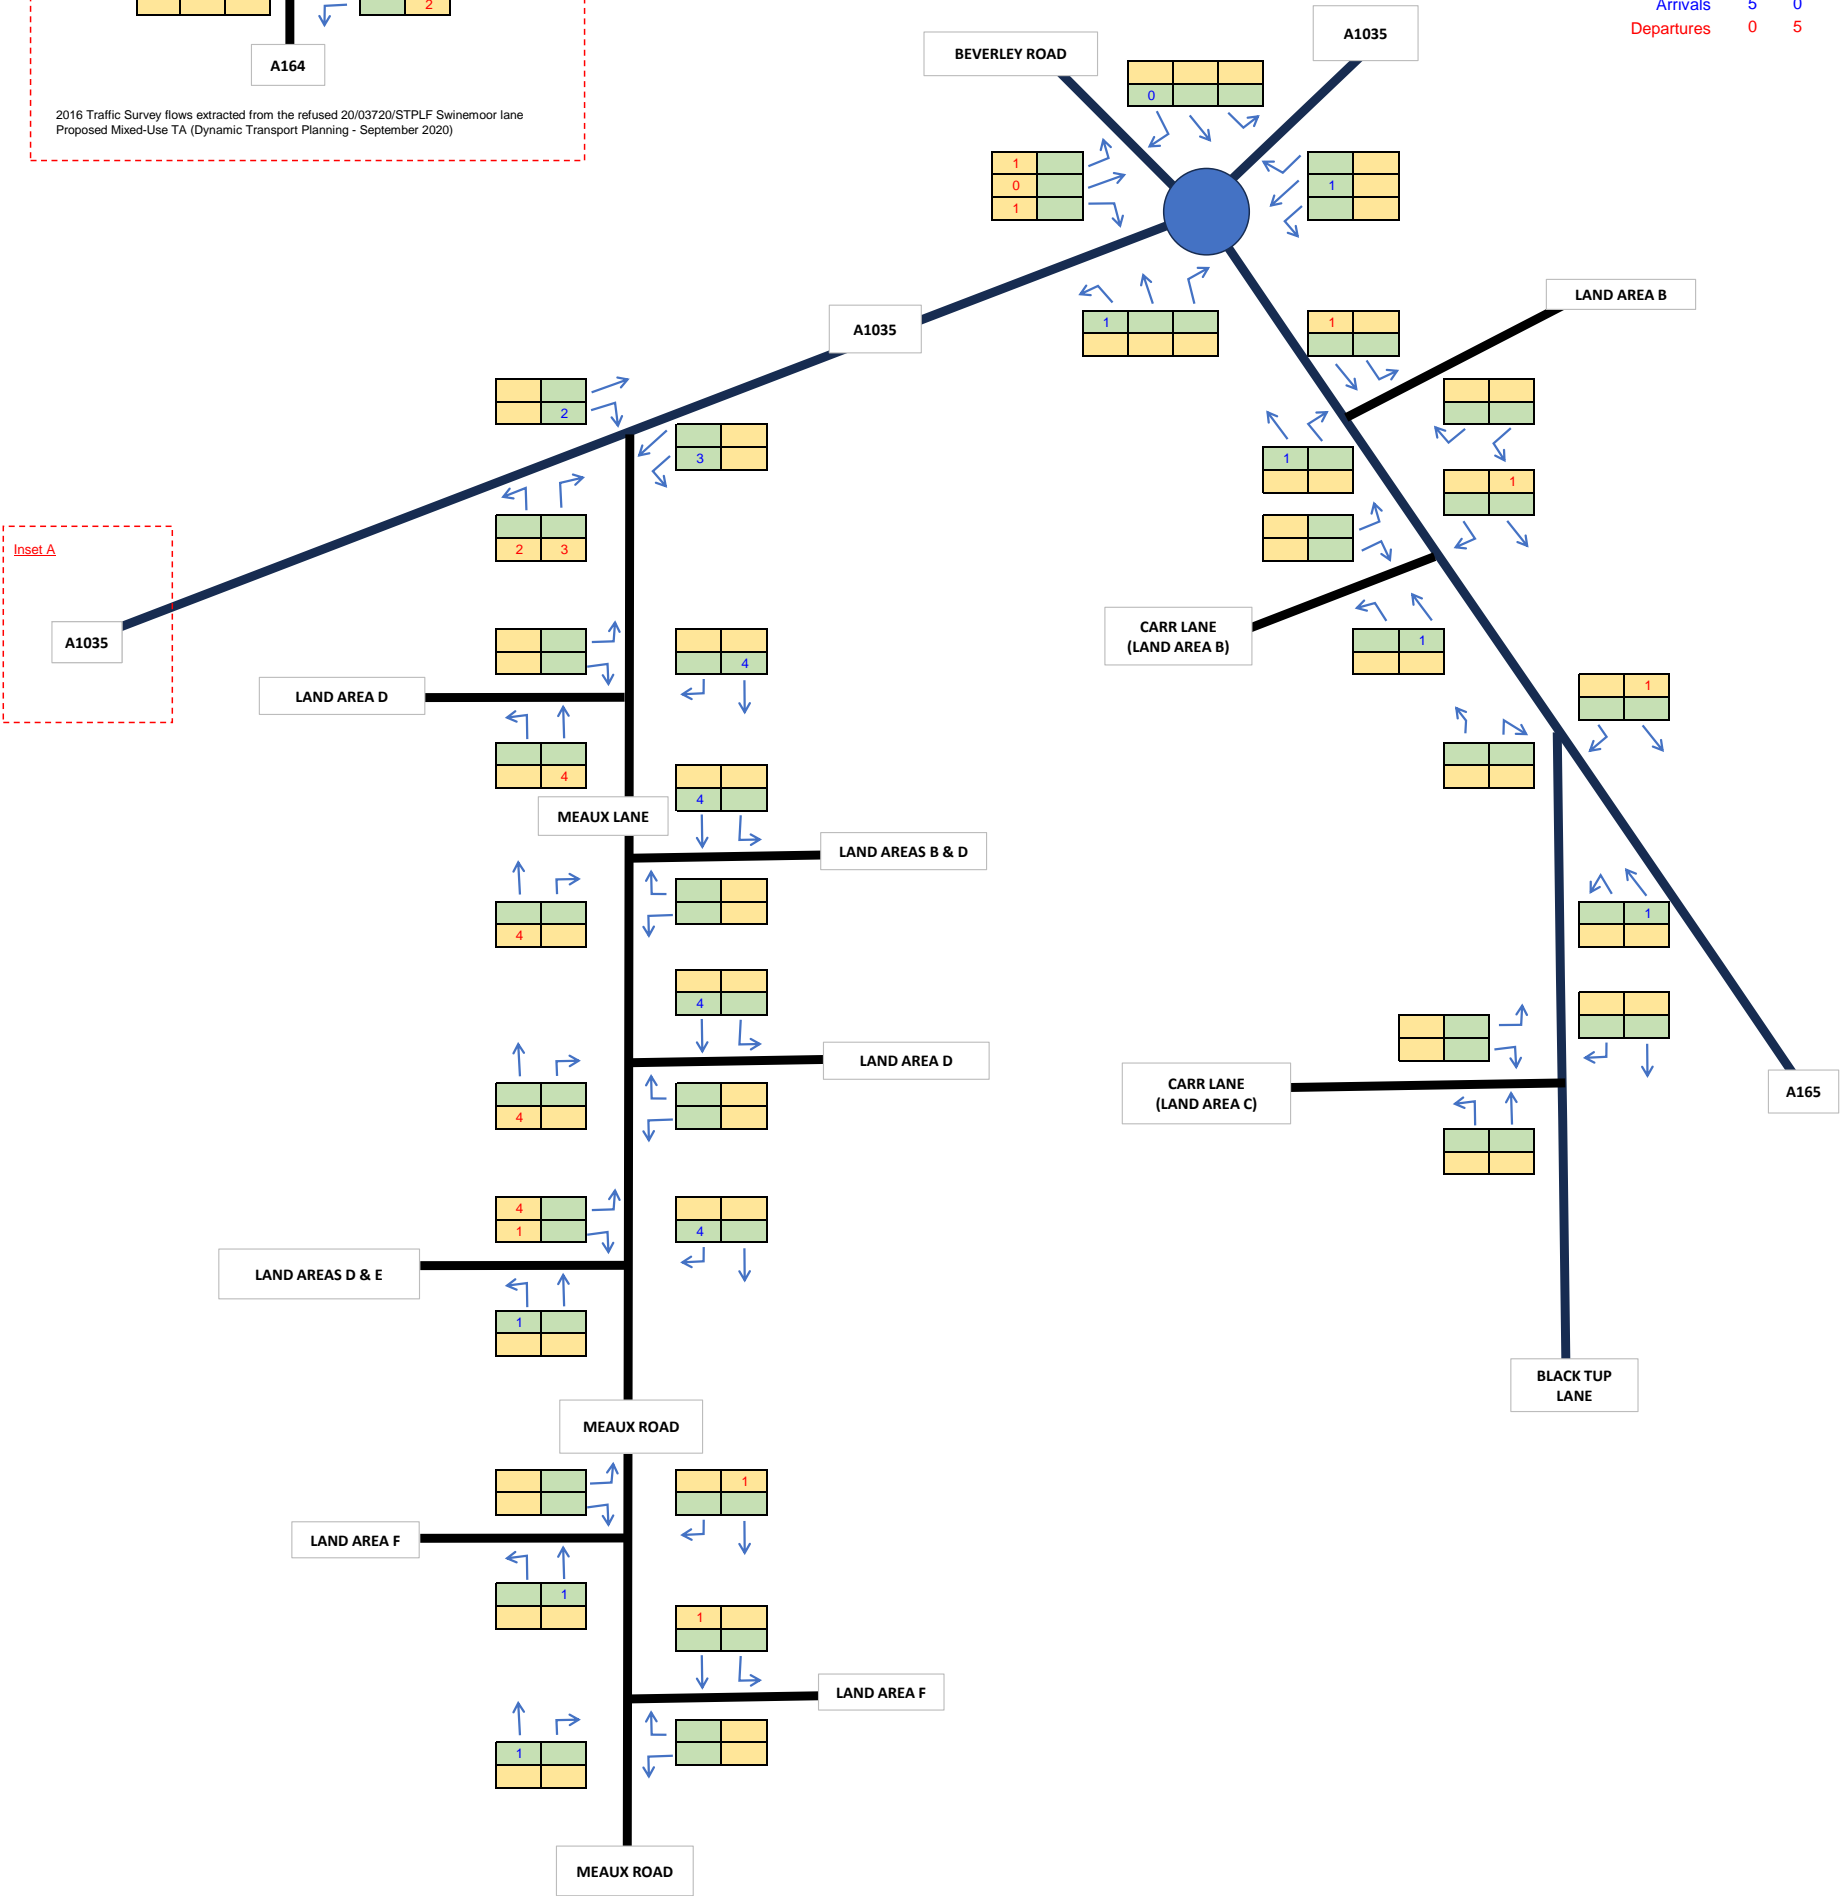 2
Arrivals 5 0
Departures 0 5
A164
2016 Traffic Survey flows extracted from the refused 20/03720/STPLF Swinemoor lane
Proposed Mixed-Use TA (Dynamic Transport Planning - September 2020)
BEVERLEY ROAD
A1035
0
1
0
1
1
LAND AREA B
A1035
1
1
2
3
1
1
2 3
Inset A
A1035
CARR LANE
(LAND AREA B)
1
4
LAND AREA D
1
4
4
MEAUX LANE
LAND AREAS B & D
4
1
4
LAND AREA D
4
CARR LANE
(LAND AREA C)
A165
4
1
4
LAND AREAS D & E
1
BLACK TUP
LANE
MEAUX ROAD
1
LAND AREA F
1
1
LAND AREA F
1
MEAUX ROAD